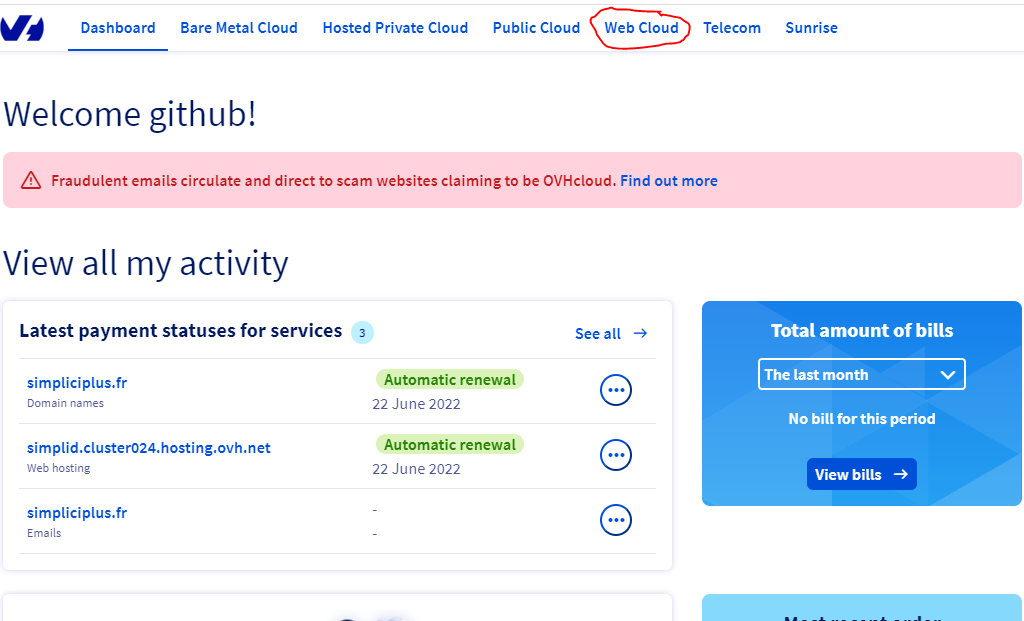 Dashboard Bare Metal Cloud Hosted Private Cloud Public Cloud Web Cloud Telecom Sunrise
Welcome github!
Fraudulent emails circulate and direct to scam websites claiming to be OVHcloud. Find out more
View all my activity
Latest payment statuses for services 3
See all
simpliciplus.fr
Automatic renewal
Domain names
22 June 2022
simplid.cluster024.hosting.ovh.net
Automatic renewal
Web hosting
22 June 2022
simpliciplus.fr
-
Emails
-
Total amount of bills
The last month
No bill for this period
View bills
Most recent order